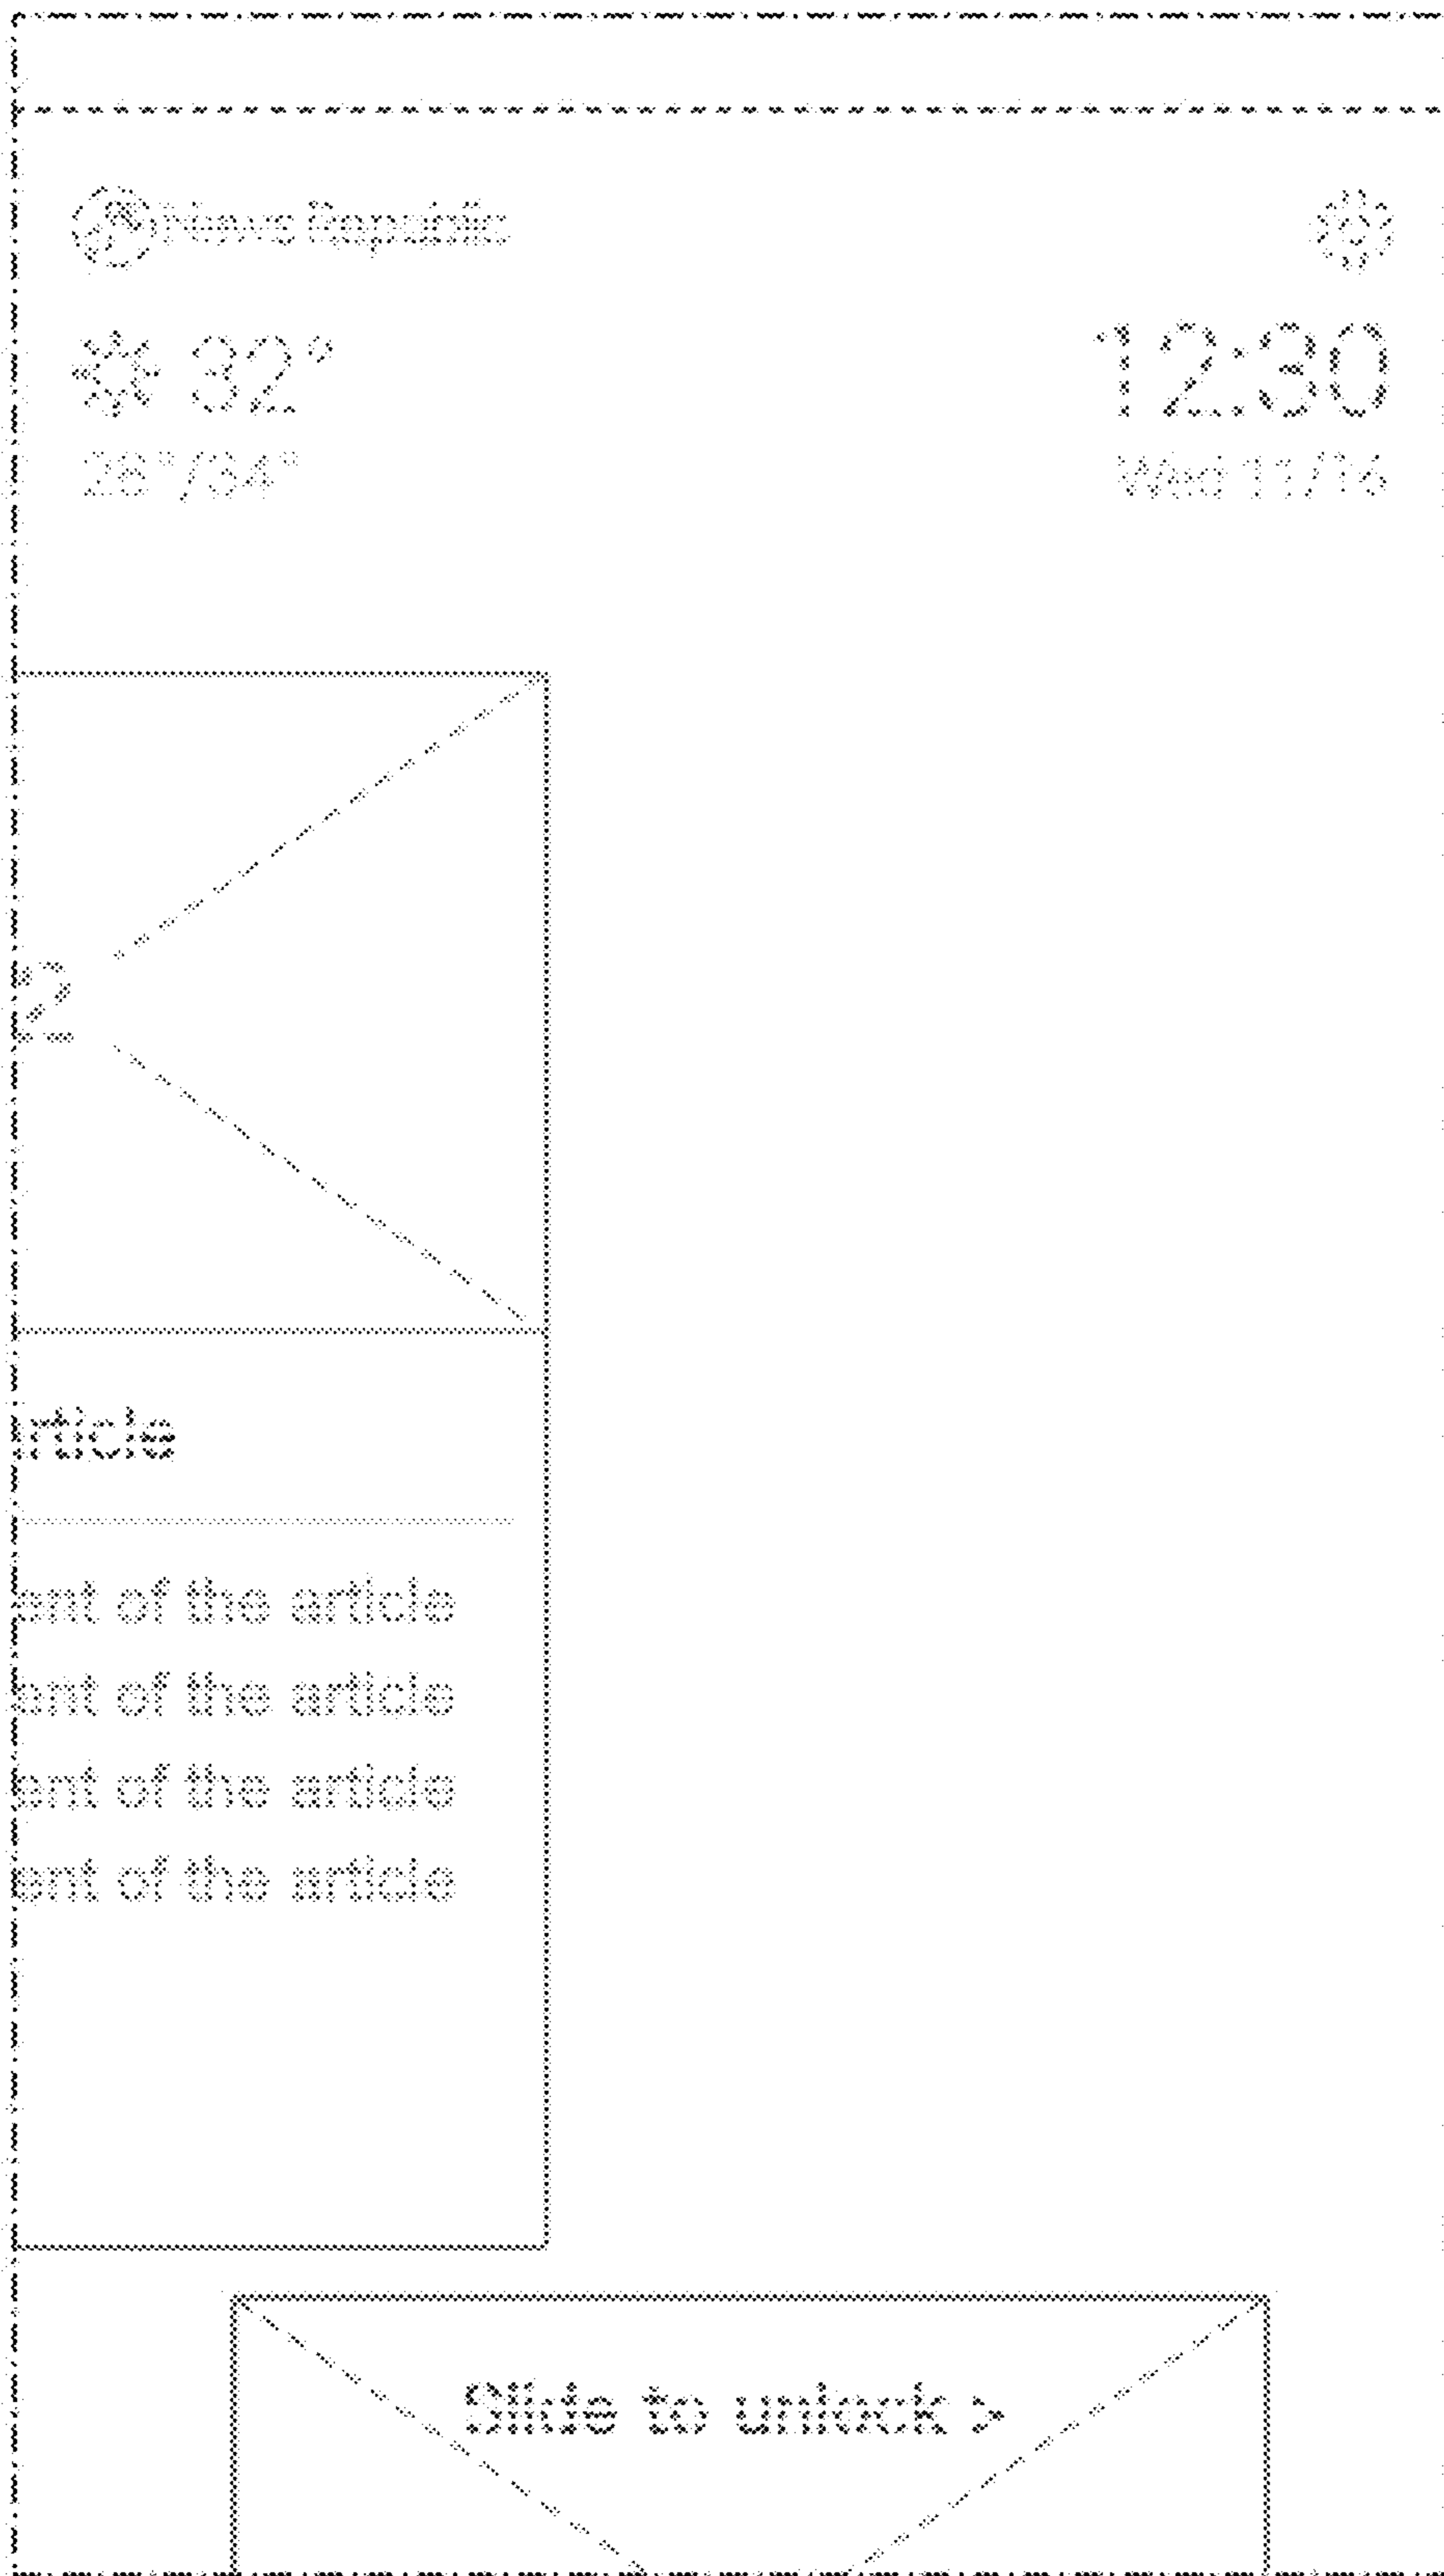 News Republic
32° 12:30
28°/34° Wed 11/16
2
rticle
ent of the article
ent of the article
ent of the article
ent of the article
Slide to unlock >